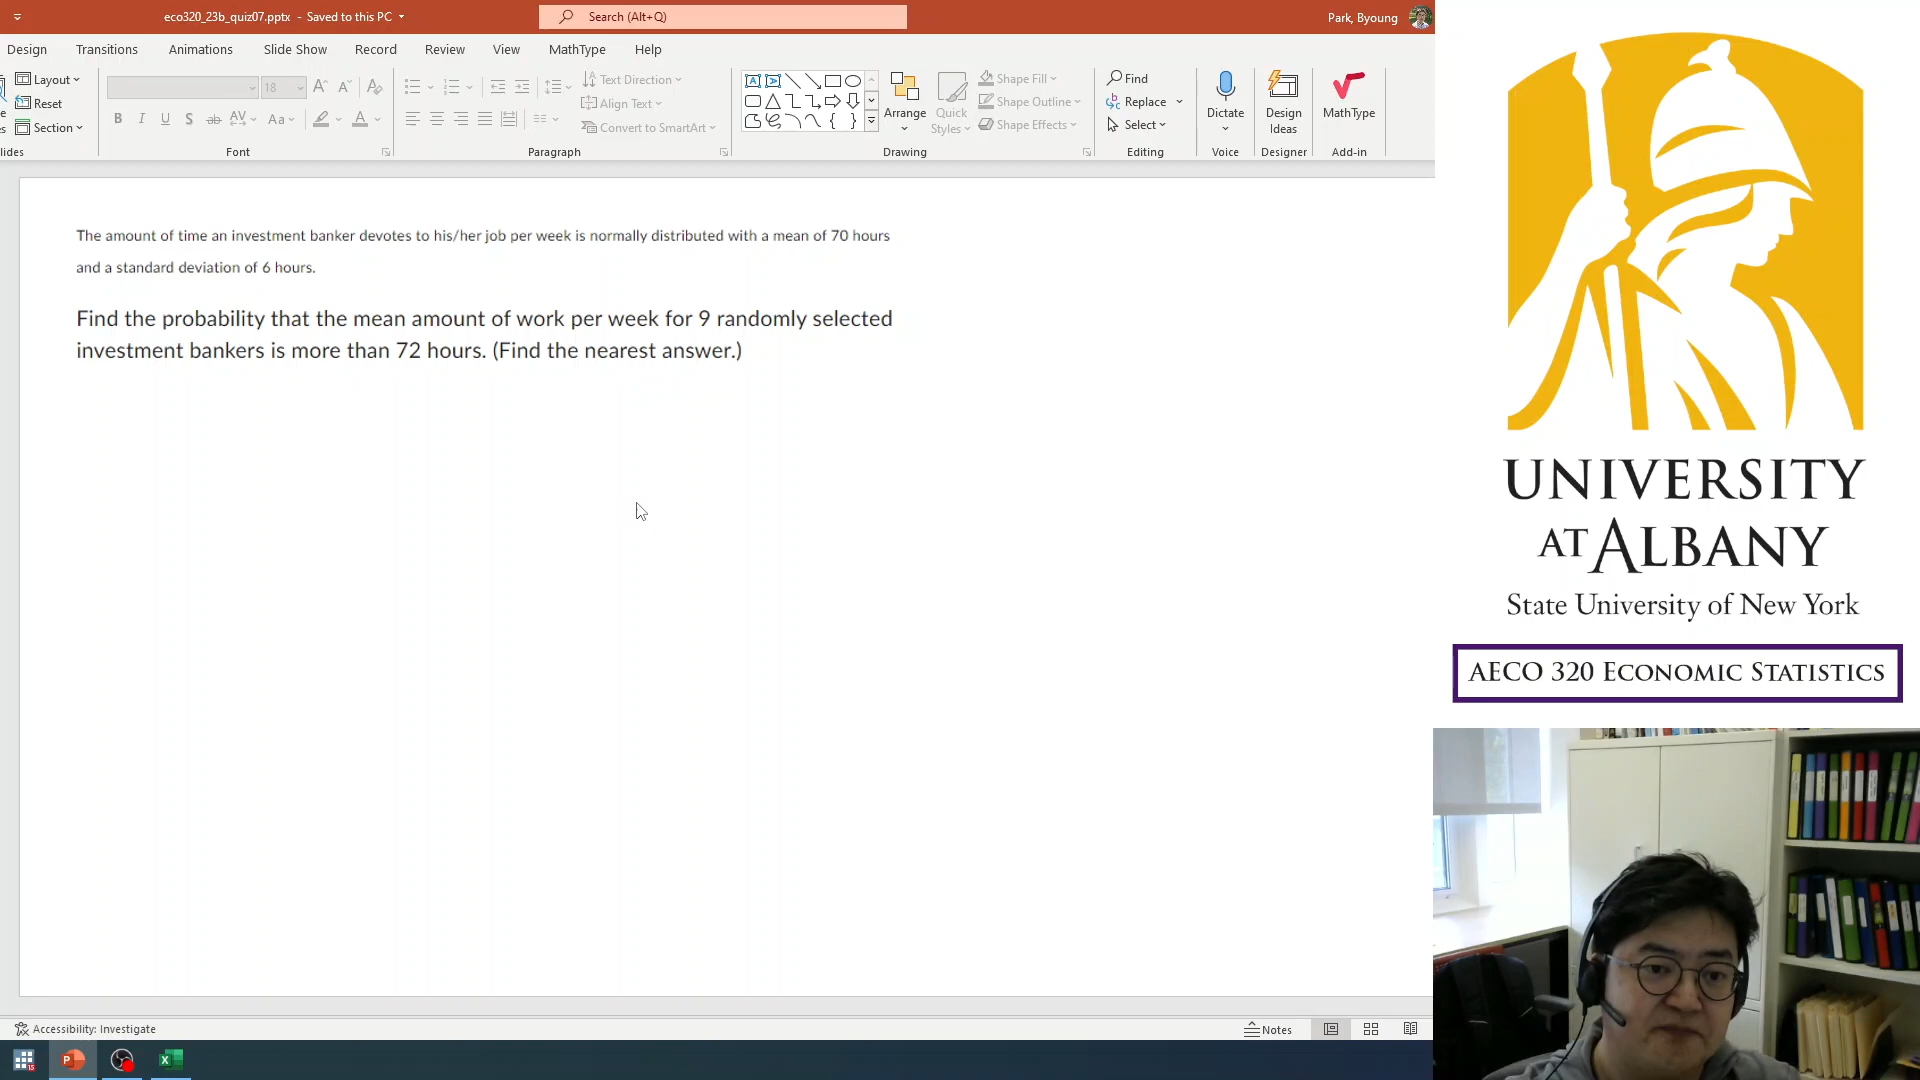 eco320_23b_quiz07.pptx - Saved to this PC
Search (Alt+Q)
Park, Byoung
Design Transitions Animations Slide Show Record Review View MathType Help
Layout
Reset
Section
lides
18
B I U S ab AV Aa A
Font
Text Direction
Align Text
Convert to SmartArt
Paragraph
Arrange
Quick
Styles
Shape Fill
Shape Outline
Shape Effects
Drawing
Find
Replace
Select
Editing
Dictate
Voice
Design
Ideas
Designer
MathType
Add-in
The amount of time an investment banker devotes to his/her job per week is normally distributed with a mean of 70 hours
and a standard deviation of 6 hours.
Find the probability that the mean amount of work per week for 9 randomly selected
investment bankers is more than 72 hours. (Find the nearest answer.)
Accessibility: Investigate
Notes
UNIVERSITY
AT ALBANY
State University of New York
AECO 320 ECONOMIC STATISTICS